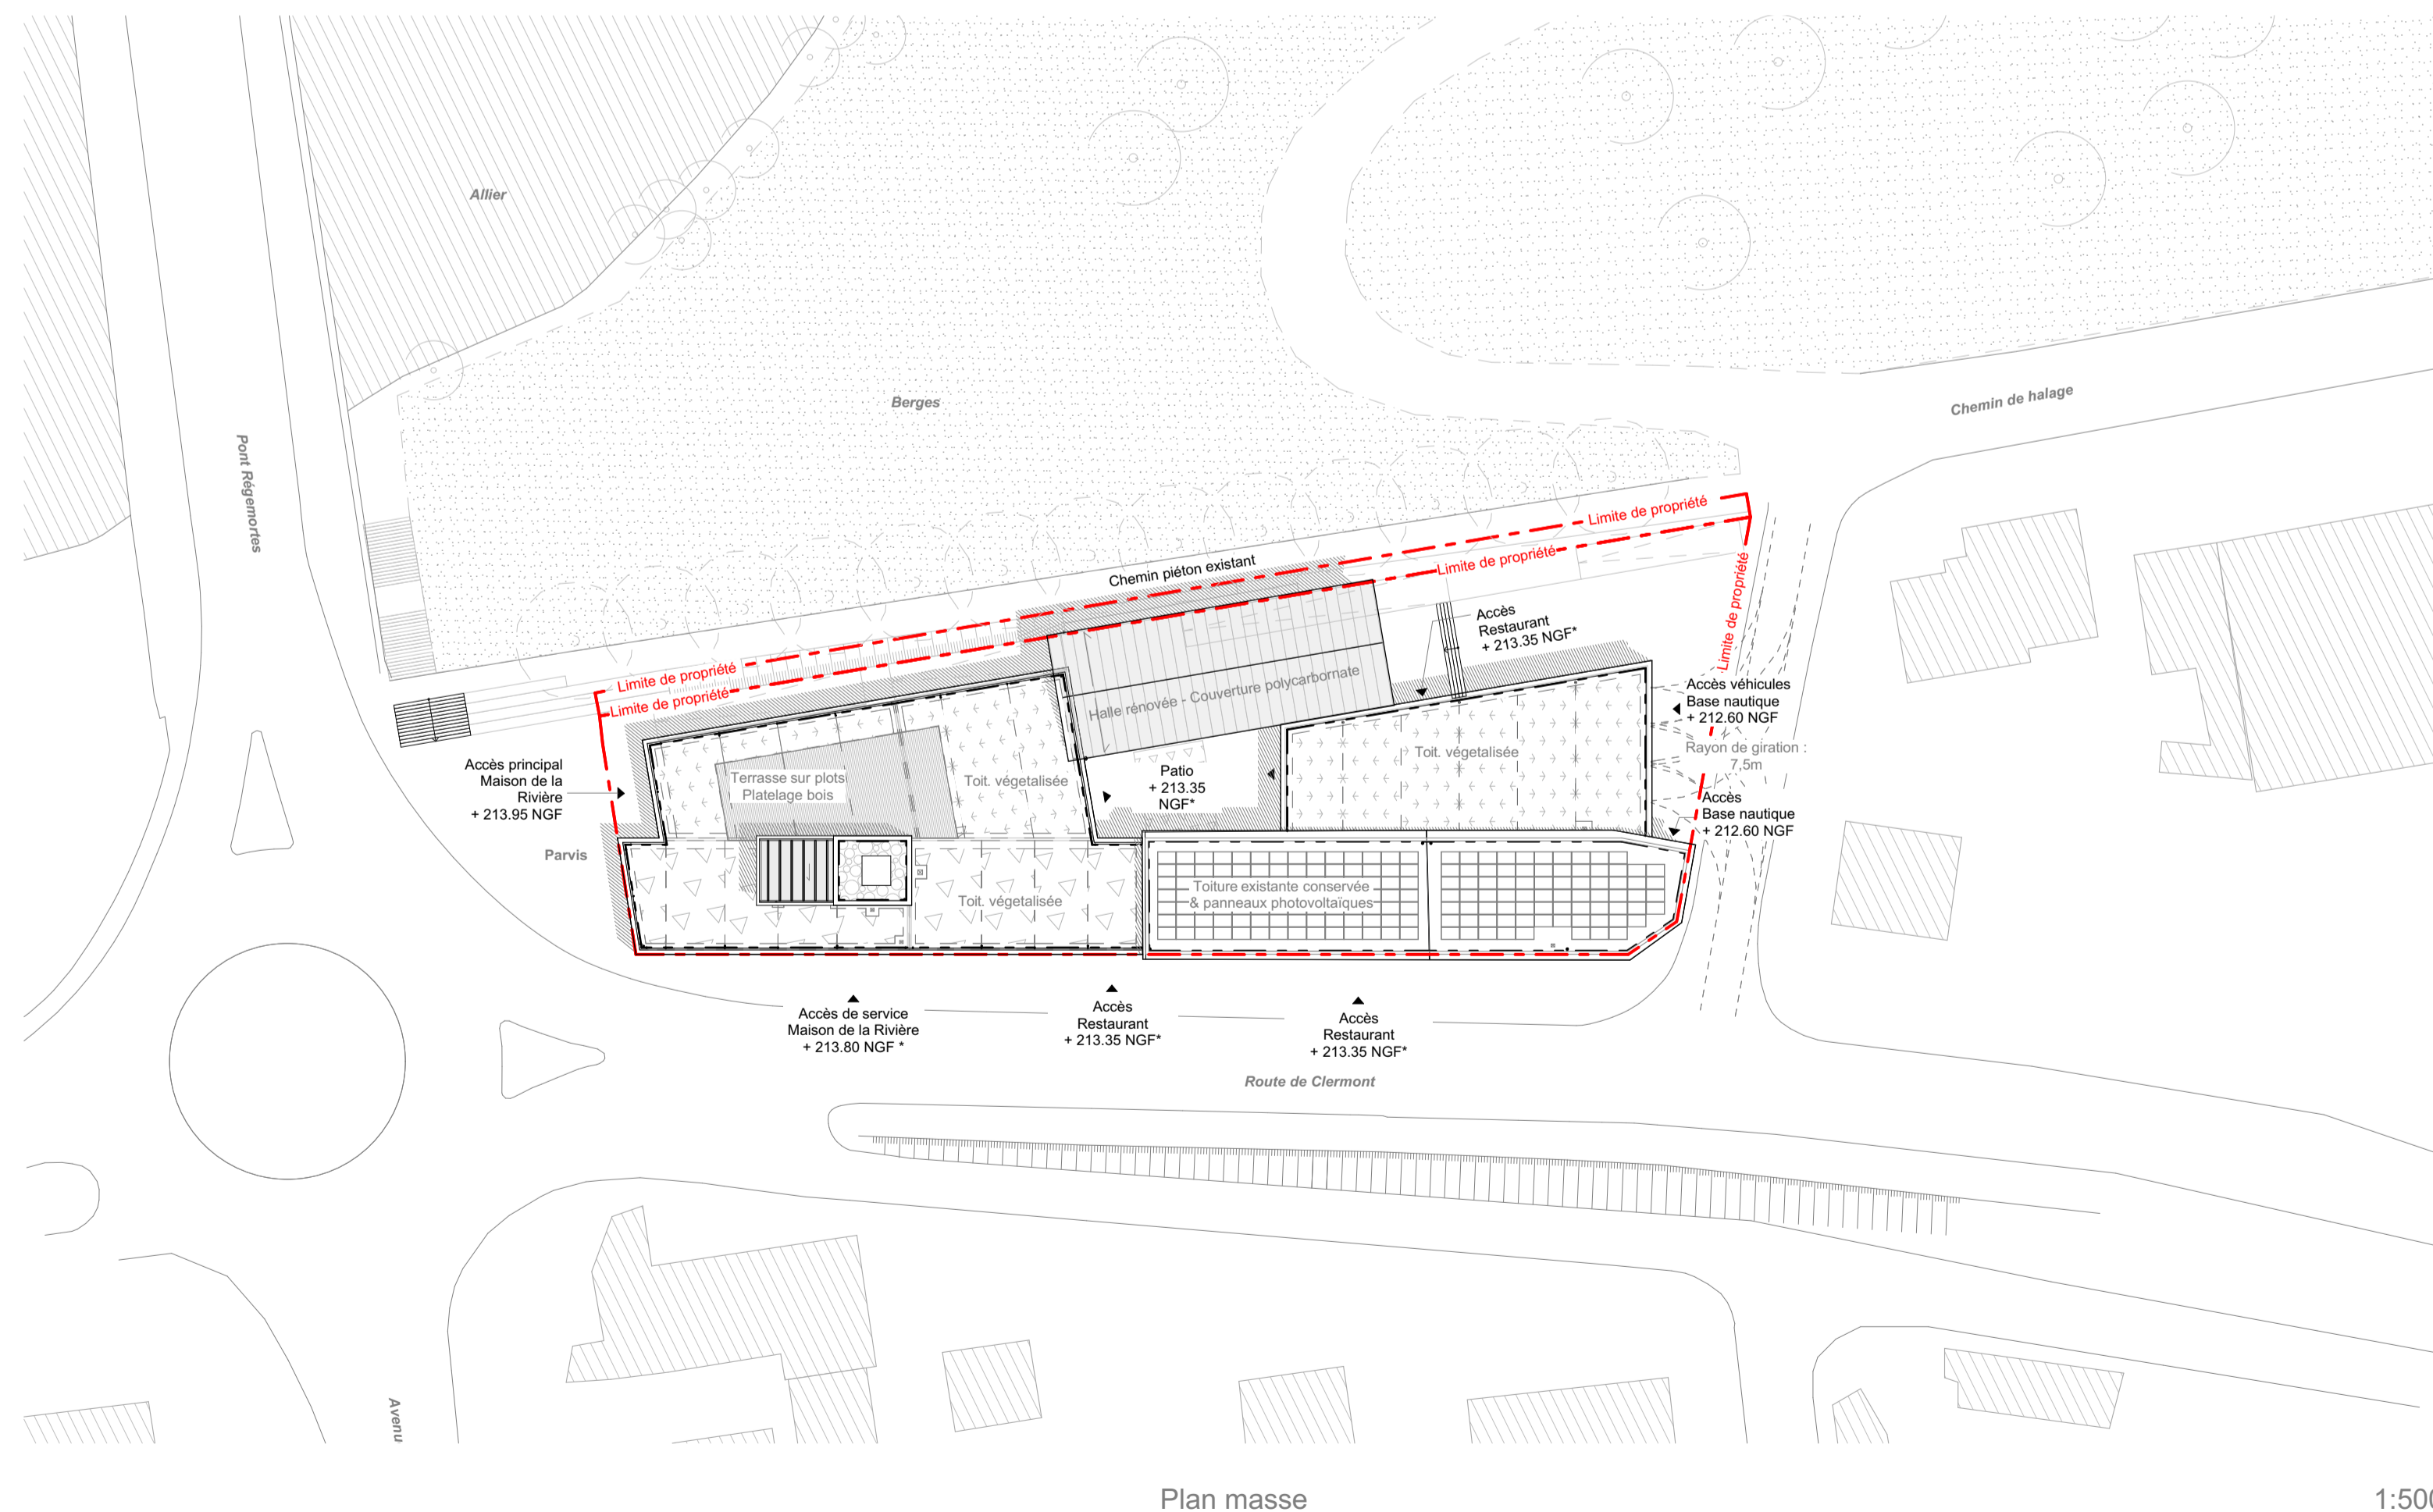 Allier
Berges
Pont Régemortes
Chemin de halage
Limite de propriété
Limite de propriété
Limite de propriété
Chemin piéton existant
Limite de propriété
Limite de propriété
Accès
Restaurant
+ 213.35 NGF*
Halle rénovée - Couverture polycarbornate
Accès véhicules
Base nautique
+ 212.60 NGF
Rayon de giration :
7,5m
Accès
Base nautique
+ 212.60 NGF
Accès principal
Maison de la
Rivière
+ 213.95 NGF
Terrasse sur plots
Platelage bois
Toit. végetalisée
Patio
+ 213.35
NGF*
Toit. végetalisée
Parvis
Toit. végetalisée
Toiture existante conservée
& panneaux photovoltaïques
Accès de service
Maison de la Rivière
+ 213.80 NGF *
Accès
Restaurant
+ 213.35 NGF*
Accès
Restaurant
+ 213.35 NGF*
Route de Clermont
Avenu
Plan masse
1:500